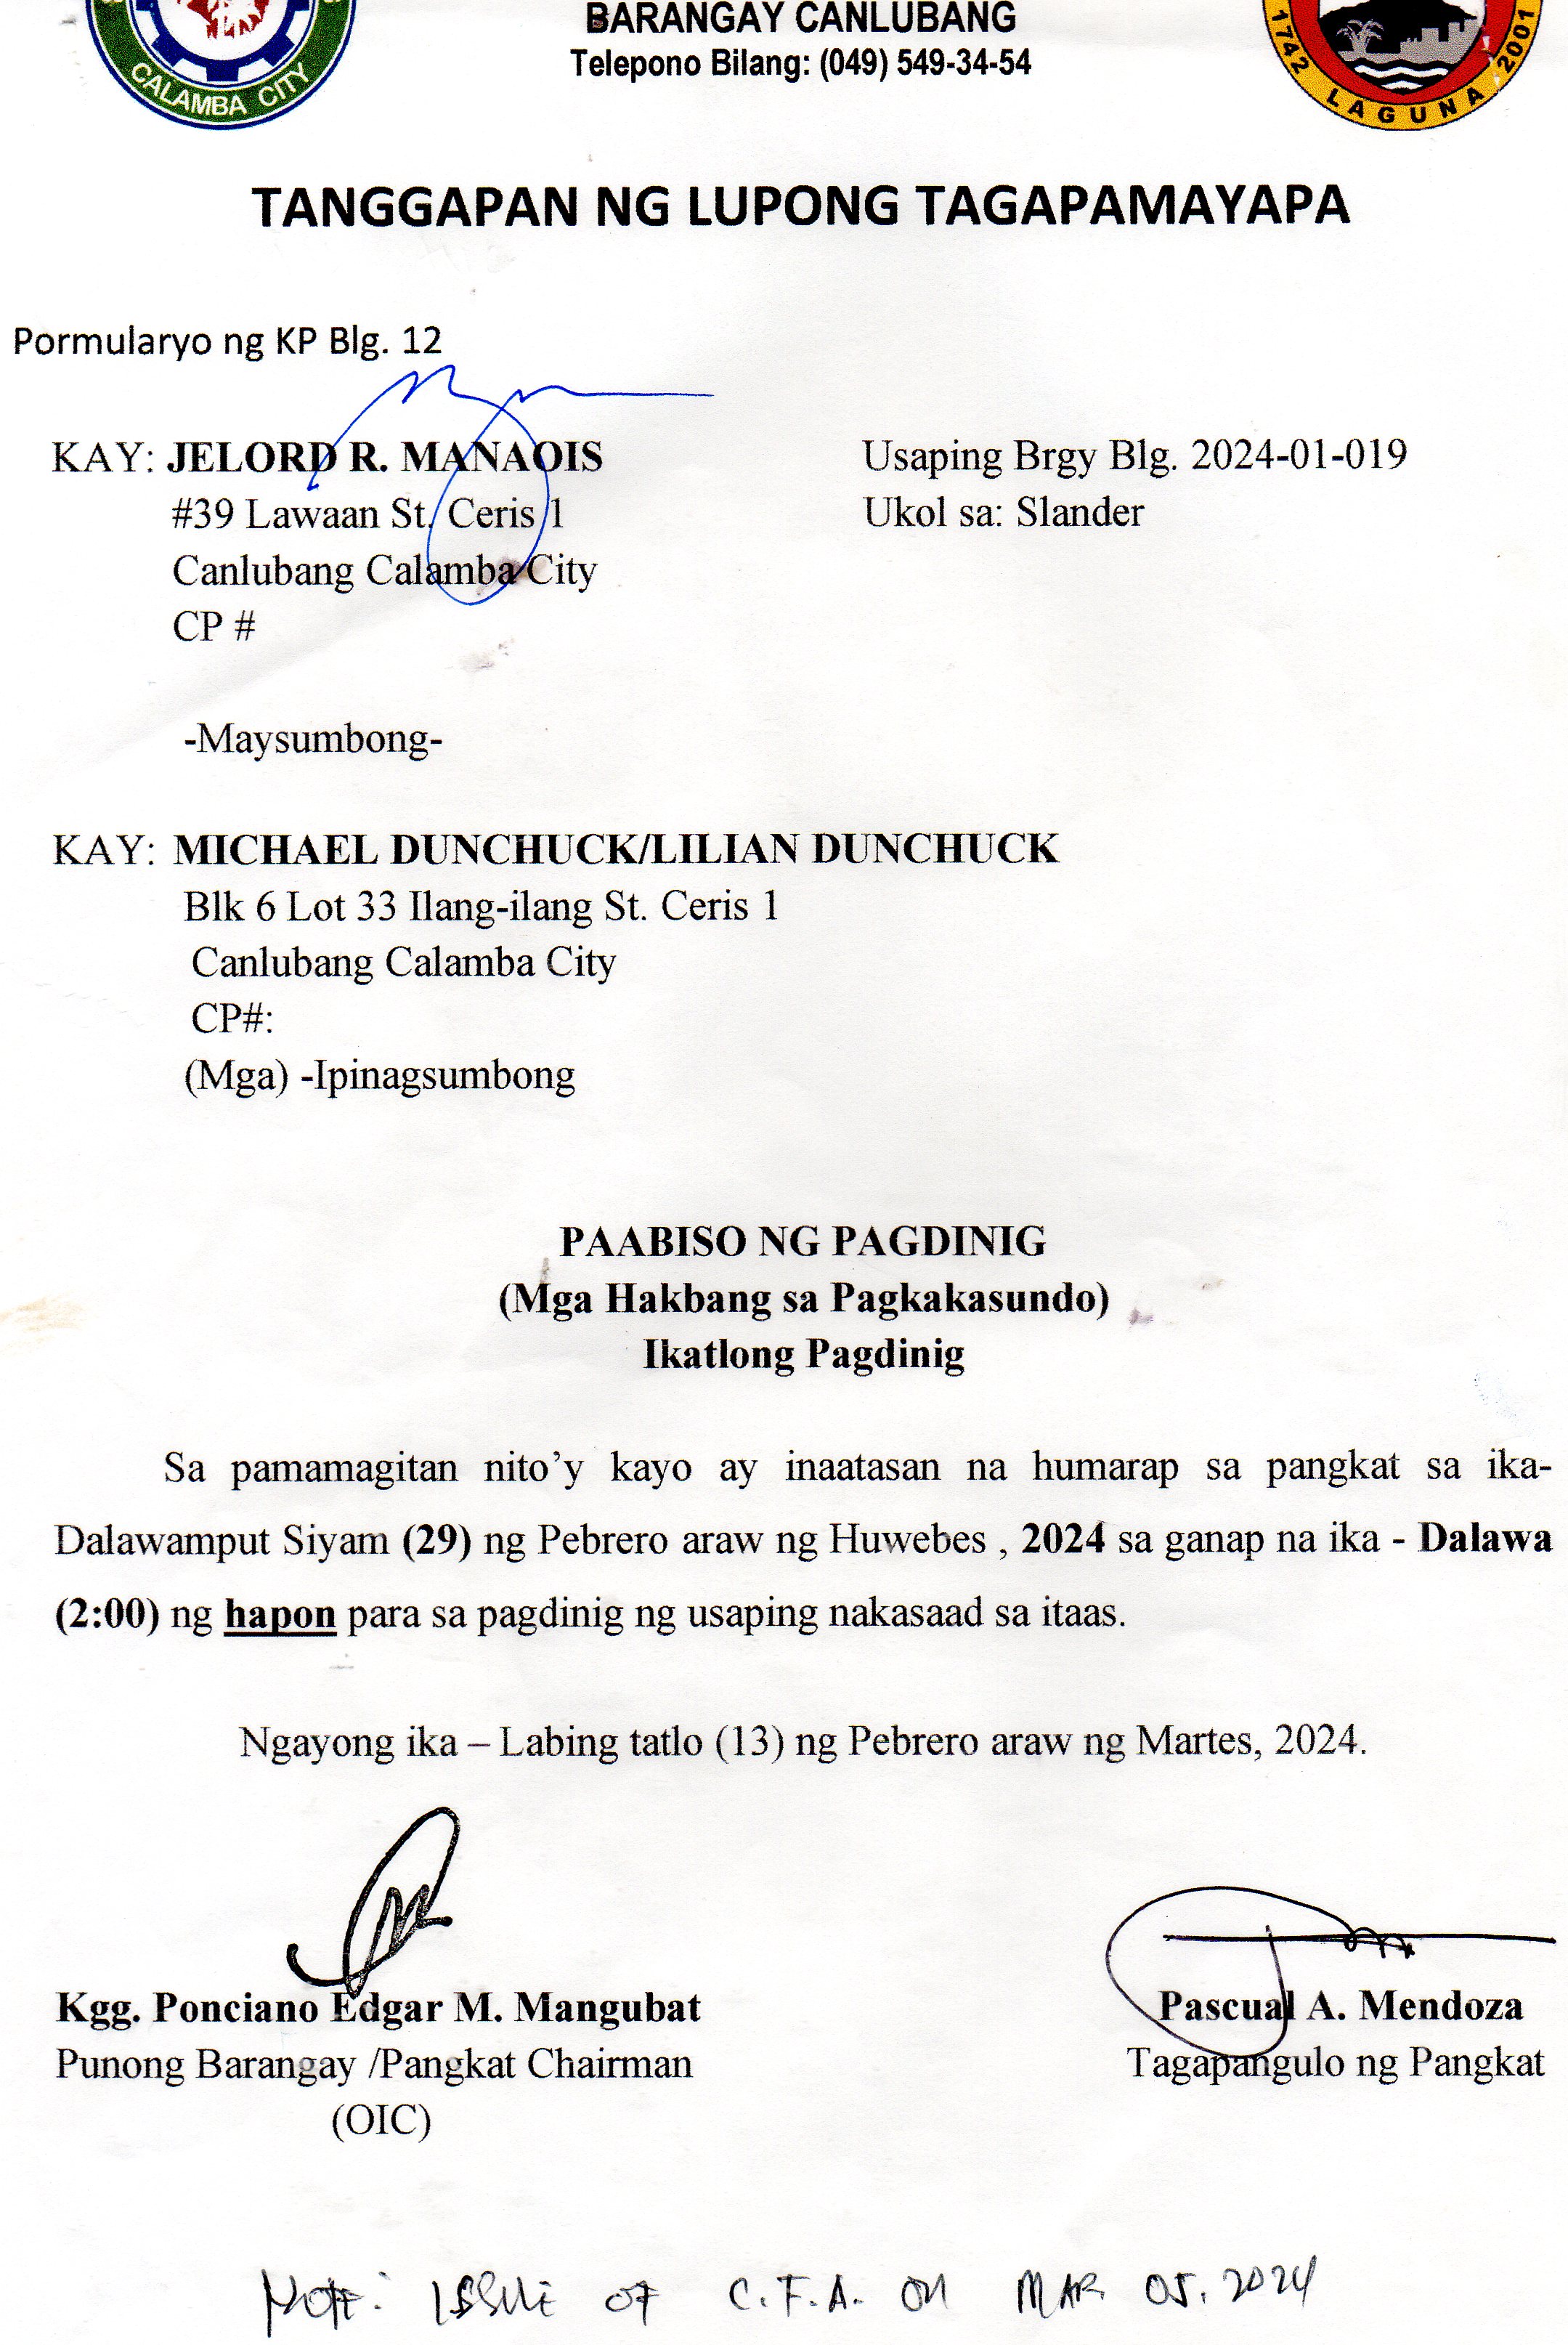 BARANGAY CANLUBANG
Telepono Bilang: (049) 549-34-54
CALAMBA CITY
1742 LAGUNA 2001
TANGGAPAN NG LUPONG TAGAPAMAYAPA
Pormularyo ng KP Blg. 12
KAY: JELORD R. MANAOIS
Usaping Brgy Blg. 2024-01-019
#39 Lawaan St. Ceris 1
Ukol sa: Slander
Canlubang Calamba City
CP #
-Maysumbong-
KAY: MICHAEL DUNCHUCK/LILIAN DUNCHUCK
Blk 6 Lot 33 Ilang-ilang St. Ceris 1
Canlubang Calamba City
CP#:
(Mga) -Ipinagsumbong
PAABISO NG PAGDINIG
(Mga Hakbang sa Pagkakasundo)
Ikatlong Pagdinig
Sa pamamagitan nito’y kayo ay inaatasan na humarap sa pangkat sa ika-
Dalawamput Siyam (29) ng Pebrero araw ng Huwebes , 2024 sa ganap na ika - Dalawa
(2:00) ng hapon para sa pagdinig ng usaping nakasaad sa itaas.
Ngayong ika – Labing tatlo (13) ng Pebrero araw ng Martes, 2024.
Kgg. Ponciano Edgar M. Mangubat
Pascual A. Mendoza
Punong Barangay /Pangkat Chairman
Tagapangulo ng Pangkat
(OIC)
NOTE: ISSUE OF C.F.A. ON MAR 05. 2024